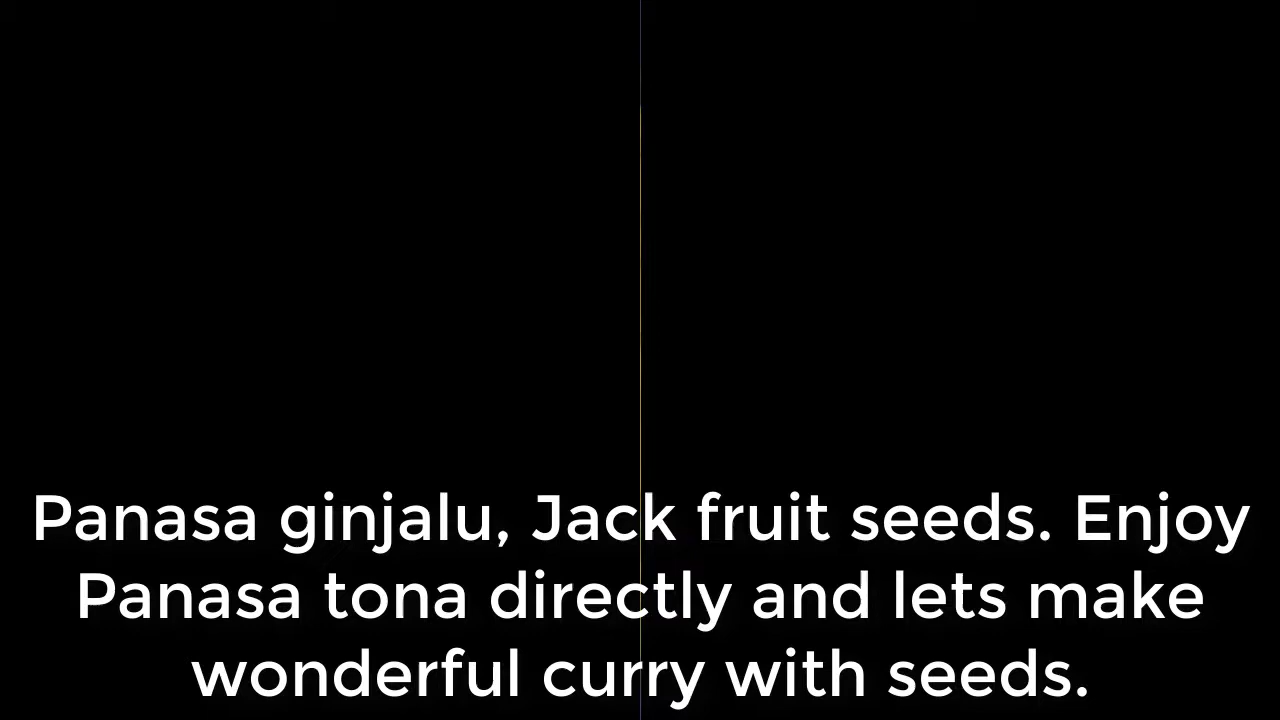 Panasa ginjalu, Jack fruit seeds. Enjoy
Panasa tona directly and lets make
wonderful curry with seeds.